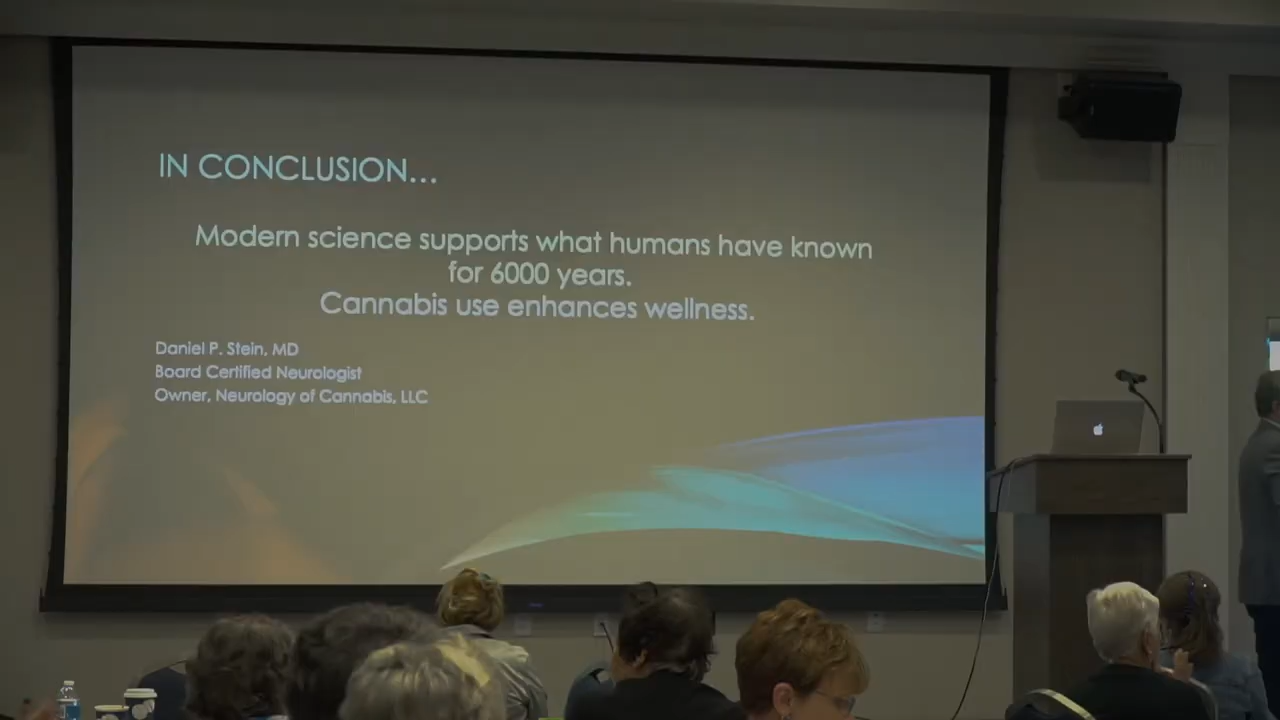 IN CONCLUSION...
Modern science supports what humans have known
for 6000 years.
Cannabis use enhances wellness.
Daniel P. Stein, MD
Board Certified Neurologist
Owner, Neurology of Cannabis, LLC